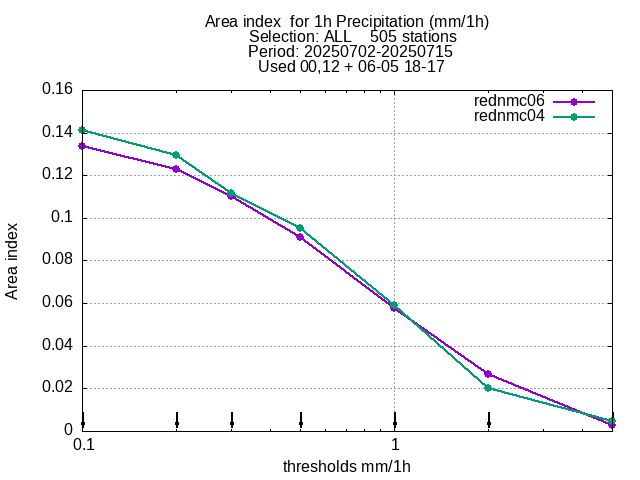 Area index  for 1h Precipitation (mm/1h)
Selection: ALL    505 stations
Period: 20250702-20250715
Used 00,12 + 06-05 18-17
rednmc06
rednmc04
0.16
0.14
0.12
0.1
0.08
0.06
0.04
0.02
0
Area index
0.1
1
thresholds mm/1h